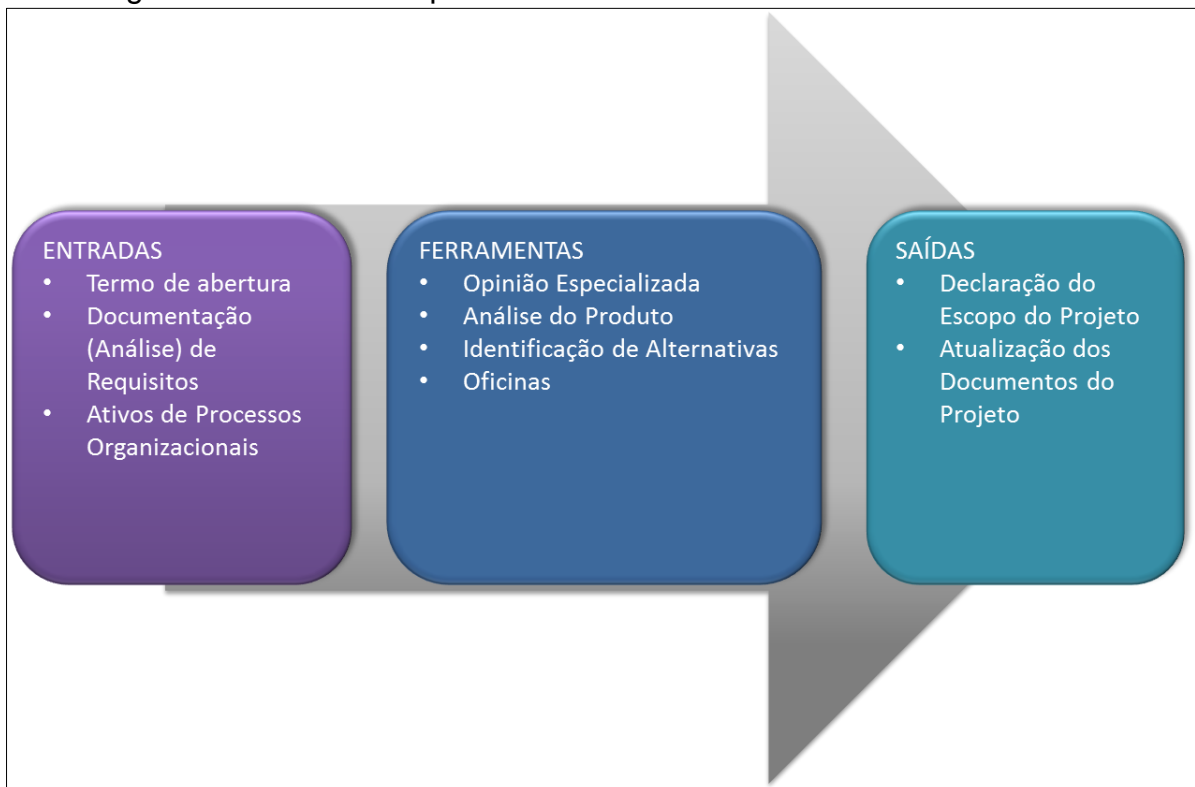 ENTRADAS
• Termo de abertura
• Documentação
(Análise) de
Requisitos
• Ativos de Processos
Organizacionais
FERRAMENTAS
• Opinião Especializada
• Análise do Produto
• Identificação de Alternativas
• Oficinas
SAÍDAS
• Declaração do
Escopo do Projeto
• Atualização dos
Documentos do
Projeto